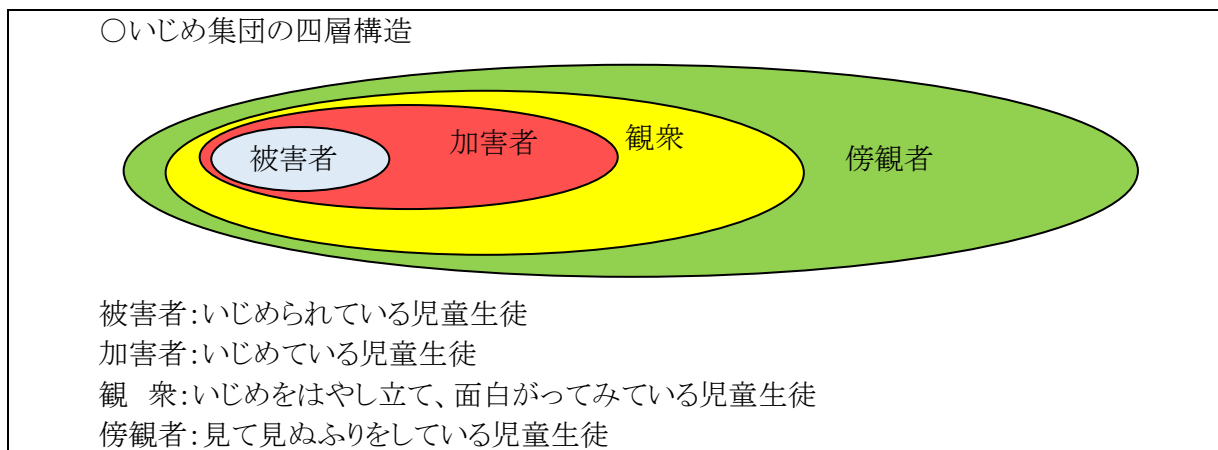 ○いじめ集団の四層構造
被害者 加害者 観衆 傍観者
被害者：いじめられている児童生徒
加害者：いじめている児童生徒
観　衆：いじめをはやし立て、面白がってみている児童生徒
傍観者：見て見ぬふりをしている児童生徒